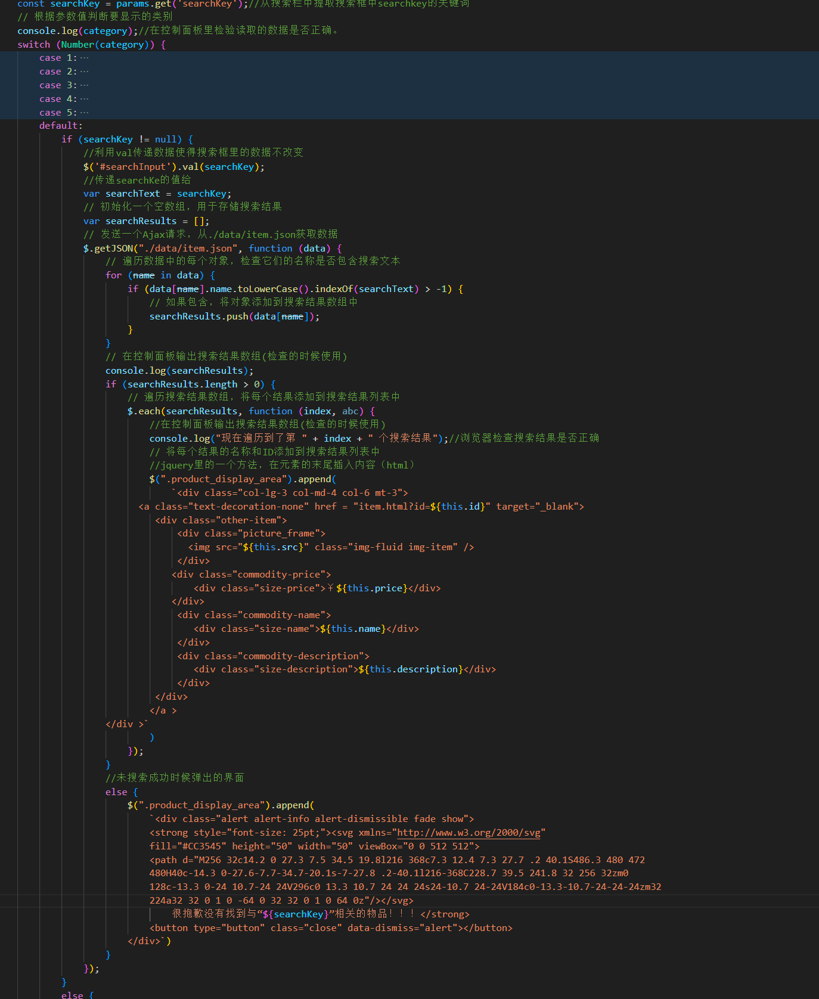 const searchKey = params.get('searchKey');//从搜索栏中提取搜索框中searchkey的关键词
// 根据参数值判断要显示的类别
console.log(category);//在控制面板里检验读取的数据是否正确。
switch (Number(category)) {
case 1:···
case 2:···
case 3:···
case 4:···
case 5:···
default:
if (searchKey != null) {
//利用val传递数据使得搜索框里的数据不改变
$('#searchInput').val(searchKey);
//传递searchKe的值给
var searchText = searchKey;
// 初始化一个空数组，用于存储搜索结果
var searchResults = [];
// 发送一个Ajax请求，从./data/item.json获取数据
$.getJSON("./data/item.json", function (data) {
// 遍历数据中的每个对象，检查它们的名称是否包含搜索文本
for (name in data) {
if (data[name].name.toLowerCase().indexOf(searchText) > -1) {
// 如果包含，将对象添加到搜索结果数组中
searchResults.push(data[name]);
}
}
// 在控制面板输出搜索结果数组(检查的时候使用)
console.log(searchResults);
if (searchResults.length > 0) {
// 遍历搜索结果数组，将每个结果添加到搜索结果列表中
$.each(searchResults, function (index, abc) {
//在控制面板输出搜索结果数组(检查的时候使用)
console.log("现在遍历到了第 " + index + " 个搜索结果");//浏览器检查搜索结果是否正确
// 将每个结果的名称和ID添加到搜索结果列表中
//jquery里的一个方法，在元素的末尾插入内容（html）
$(".product_display_area").append(
`<div class="col-lg-3 col-md-4 col-6 mt-3">
<a class="text-decoration-none" href = "item.html?id=${this.id}" target="_blank">
<div class="other-item">
<div class="picture_frame">
<img src="${this.src}" class="img-fluid img-item" />
</div>
<div class="commodity-price">
<div class="size-price">￥${this.price}</div>
</div>
<div class="commodity-name">
<div class="size-name">${this.name}</div>
</div>
<div class="commodity-description">
<div class="size-description">${this.description}</div>
</div>
</div>
</a >
</div >`
)
});
}
//未搜索成功时候弹出的界面
else {
$(".product_display_area").append(
`<div class="alert alert-info alert-dismissible fade show">
<strong style="font-size: 25pt;"><svg xmlns="http://www.w3.org/2000/svg"
fill="#CC3545" height="50" width="50" viewBox="0 0 512 512">
<path d="M256 32c14.2 0 27.3 7.5 34.5 19.8l216 368c7.3 12.4 7.3 27.7 .2 40.1S486.3 480 472
480H40c-14.3 0-27.6-7.7-34.7-20.1s-7-27.8 .2-40.1l216-368C228.7 39.5 241.8 32 256 32zm0
128c-13.3 0-24 10.7-24 24V296c0 13.3 10.7 24 24 24s24-10.7 24-24V184c0-13.3-10.7-24-24-24zm32
224a32 32 0 1 0 -64 0 32 32 0 1 0 64 0z"/></svg>
很抱歉没有找到与“${searchKey}”相关的物品！！！</strong>
<button type="button" class="close" data-dismiss="alert"></button>
</div>`)
}
});
}
else {